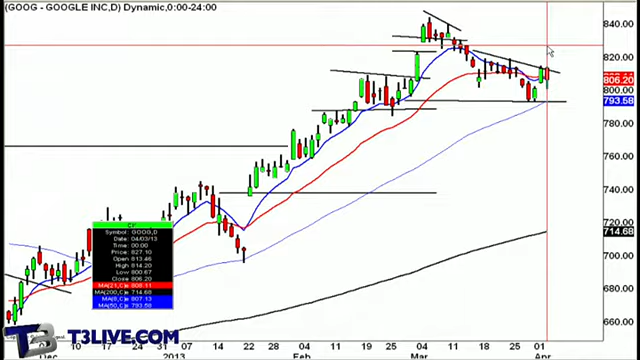 (GOOG - GOOGLE INC,D) Dynamic,0:00-24:00
840.00
820.00
806.20
800.00
793.58
780.00
760.00
740.00
720.00
714.68
700.00
680.00
660.00
Symbol: GOOG,D
Date: 04/03/13
Time: 00:00
Price: 827.10
Open 813.46
High 814.20
Low 800.67
Close 806.20
MA(21,C)= 808.11
MA(200,C)= 714.68
MA(8,C)= 807.13
MA(50,C)= 793.58
T3LIVE.COM
Dec 10 17 24 2013 14 22 28 Feb 11 19 25 04 Mar 11 18 25 01 Apr